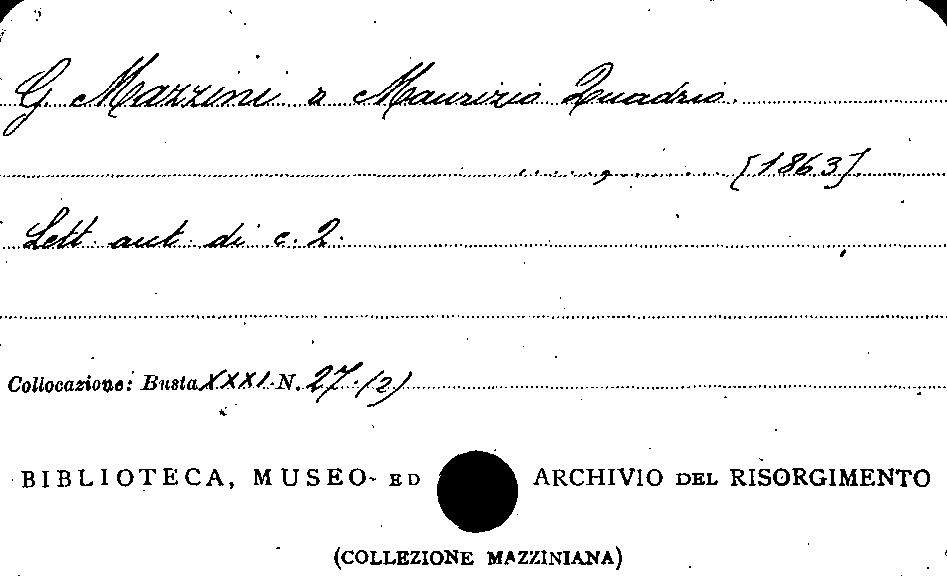 G. Mazzini a Maurizio Quadrio.
...., ....... [1863].
Lett. aut. di c. 2.
Collocazione: Busta XXXI N. 27. (2)
BIBLIOTECA, MUSEO ED ARCHIVIO DEL RISORGIMENTO
(COLLEZIONE MAZZINIANA)